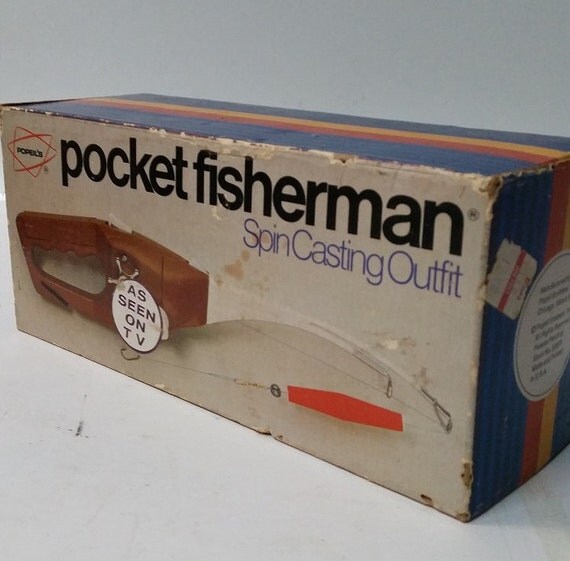 POPEIL'S
pocket fisherman®
Spin Casting Outfit
AS
SEEN
ON
TV